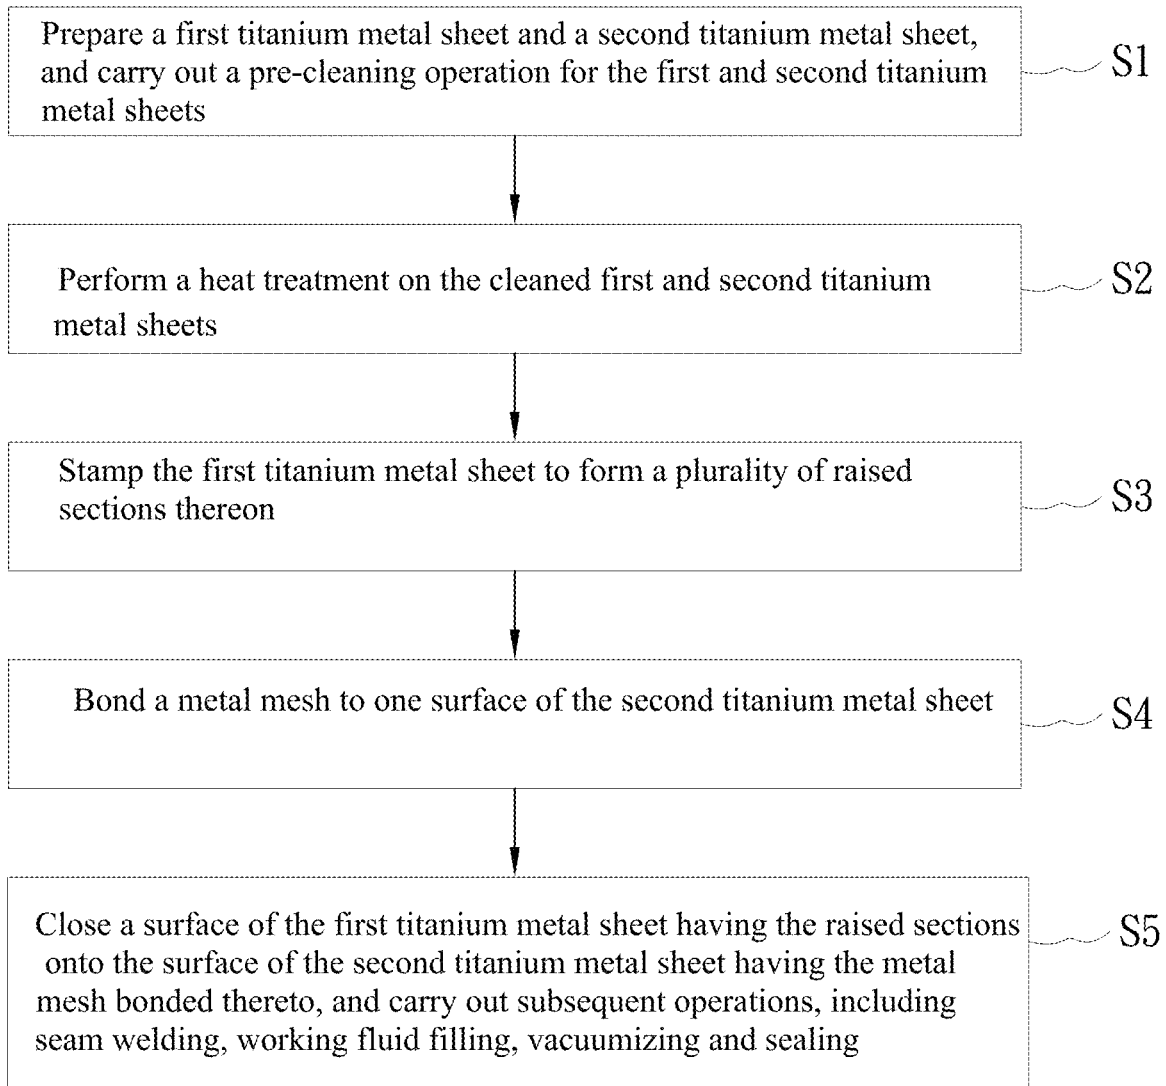 Prepare a first titanium metal sheet and a second titanium metal sheet,
and carry out a pre-cleaning operation for the first and second titanium
metal sheets
S1
Perform a heat treatment on the cleaned first and second titanium
metal sheets
S2
Stamp the first titanium metal sheet to form a plurality of raised
sections thereon
S3
Bond a metal mesh to one surface of the second titanium metal sheet
S4
Close a surface of the first titanium metal sheet having the raised sections
onto the surface of the second titanium metal sheet having the metal
mesh bonded thereto, and carry out subsequent operations, including
seam welding, working fluid filling, vacuumizing and sealing
S5